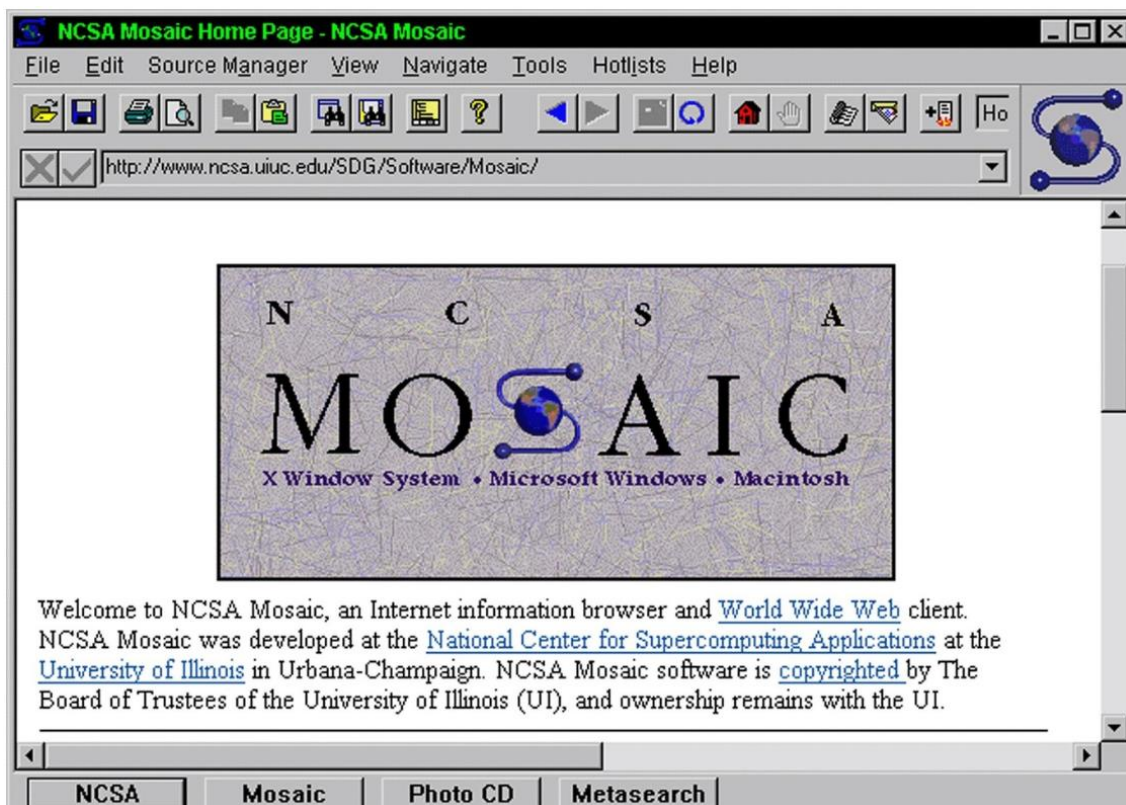 NCSA Mosaic Home Page - NCSA Mosaic
File Edit Source Manager View Navigate Tools Hotlists Help
Ho
http://www.ncsa.uiuc.edu/SDG/Software/Mosaic/
N C S A
MOSAIC
X Window System • Microsoft Windows • Macintosh
Welcome to NCSA Mosaic, an Internet information browser and World Wide Web client.
NCSA Mosaic was developed at the National Center for Supercomputing Applications at the
University of Illinois in Urbana-Champaign. NCSA Mosaic software is copyrighted by The
Board of Trustees of the University of Illinois (UI), and ownership remains with the UI.
NCSA Mosaic Photo CD Metasearch